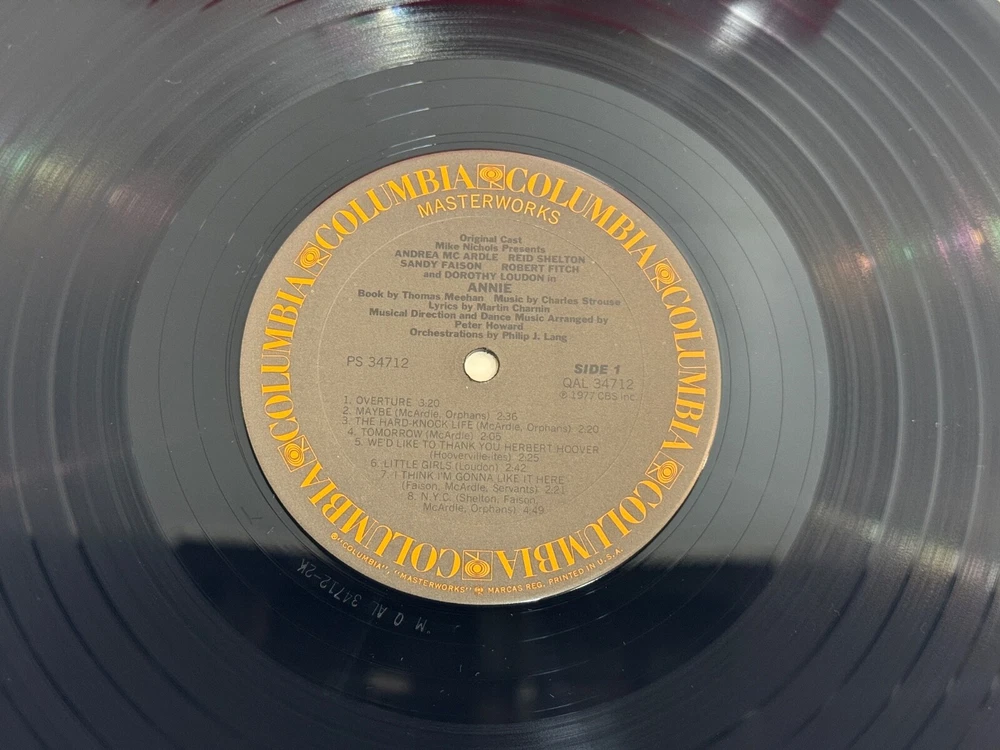 COLUMBIA COLUMBIA COLUMBIA COLUMBIA COLUMBIA COLUMBIA COLUMBIA COLUMBIA
MASTERWORKS
Original Cast
Mike Nichols Presents
ANDREA MC ARDLE REID SHELTON
SANDY FAISON ROBERT FITCH
and DOROTHY LOUDON in
ANNIE
Book by Thomas Meehan Music by Charles Strouse
Lyrics by Martin Charnin
Musical Direction and Dance Music Arranged by
Peter Howard
Orchestrations by Philip J. Lang
PS 34712
SIDE 1
QAL 34712
℗ 1977 CBS Inc.
1. OVERTURE 3:20
2. MAYBE (McArdle, Orphans) 2:36
3. THE HARD-KNOCK LIFE (McArdle, Orphans) 2:20
4. TOMORROW (McArdle) 2:05
5. WE'D LIKE TO THANK YOU HERBERT HOOVER
(Hooverville-ites) 2:25
6. LITTLE GIRLS (Loudon) 2:42
7. I THINK I'M GONNA LIKE IT HERE
(Faison, McArdle, Servants) 2:21
8. N.Y.C. (Shelton, Faison,
McArdle, Orphans) 4:49
®"COLUMBIA", "MASTERWORKS" MARCAS REG. PRINTED IN U.S.A.
M Q AL 34712-2K